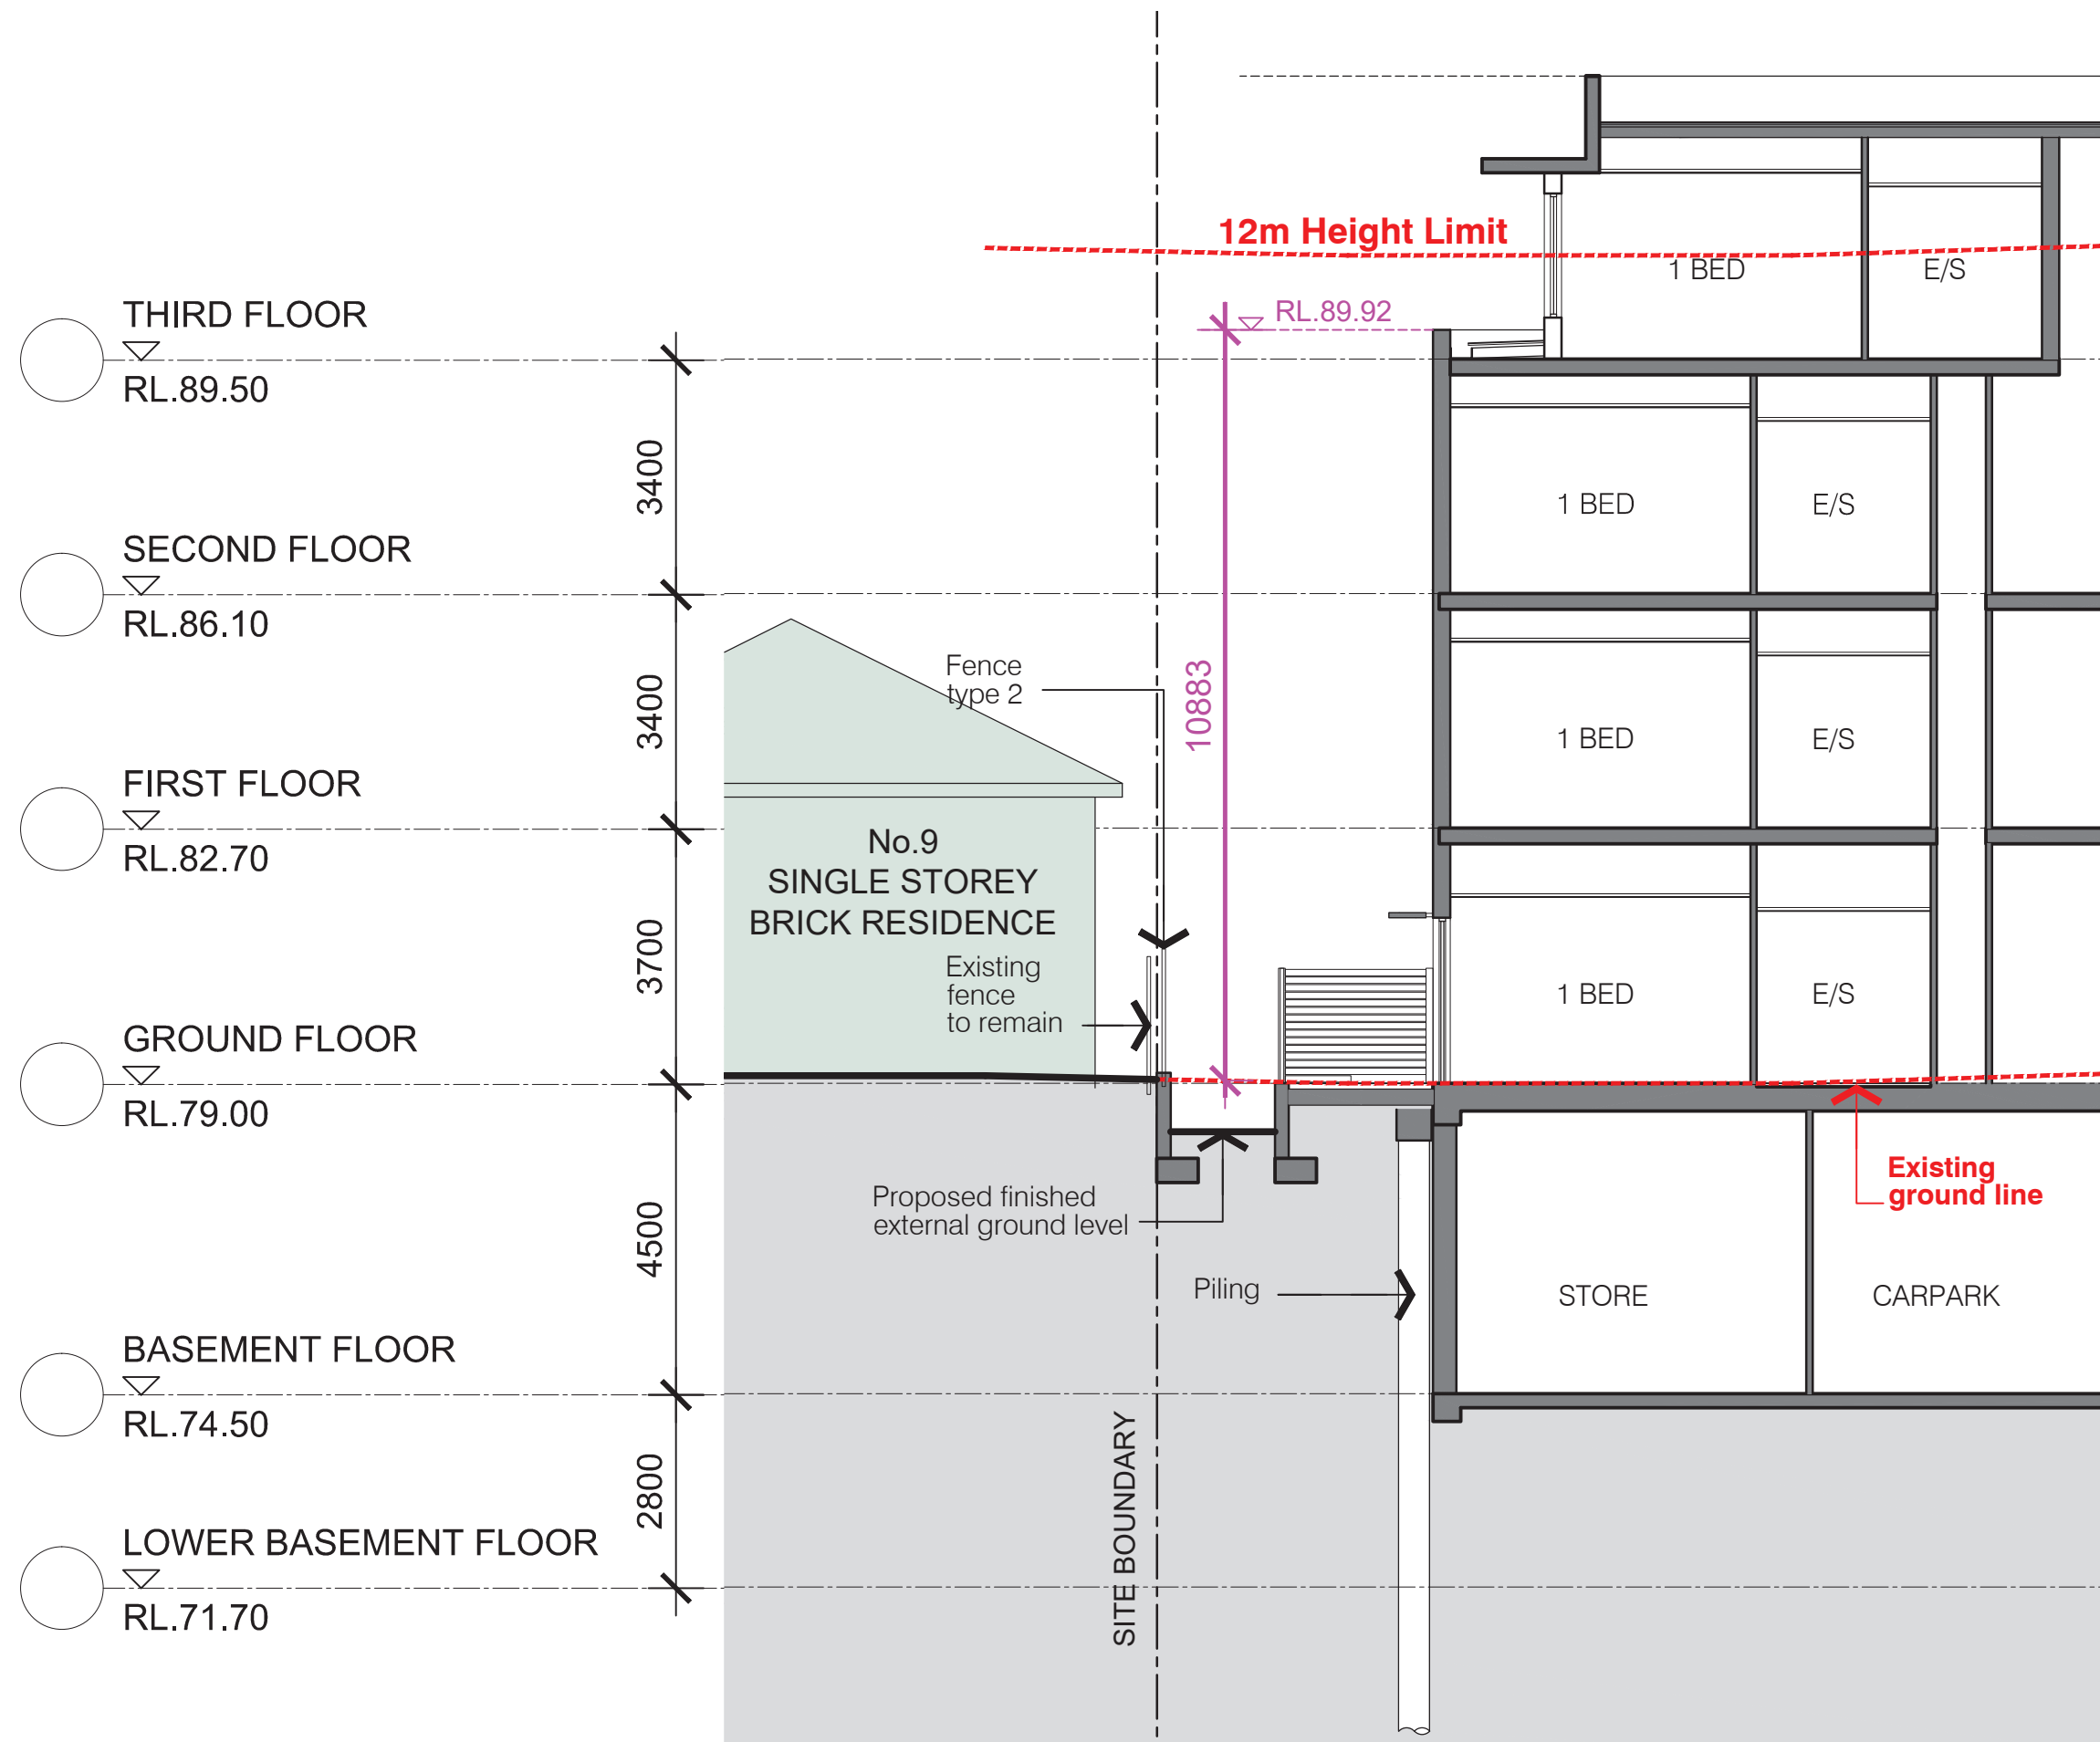 12m Height Limit
1 BED
E/S
RL.89.92
THIRD FLOOR
RL.89.50
3400
1 BED
E/S
SECOND FLOOR
RL.86.10
Fence
type 2
10883
3400
1 BED
E/S
FIRST FLOOR
RL.82.70
No.9
SINGLE STOREY
BRICK RESIDENCE
3700
Existing
fence
to remain
1 BED
E/S
GROUND FLOOR
RL.79.00
Existing
ground line
Proposed finished
external ground level
4500
Piling
STORE
CARPARK
BASEMENT FLOOR
RL.74.50
SITE BOUNDARY
2800
LOWER BASEMENT FLOOR
RL.71.70